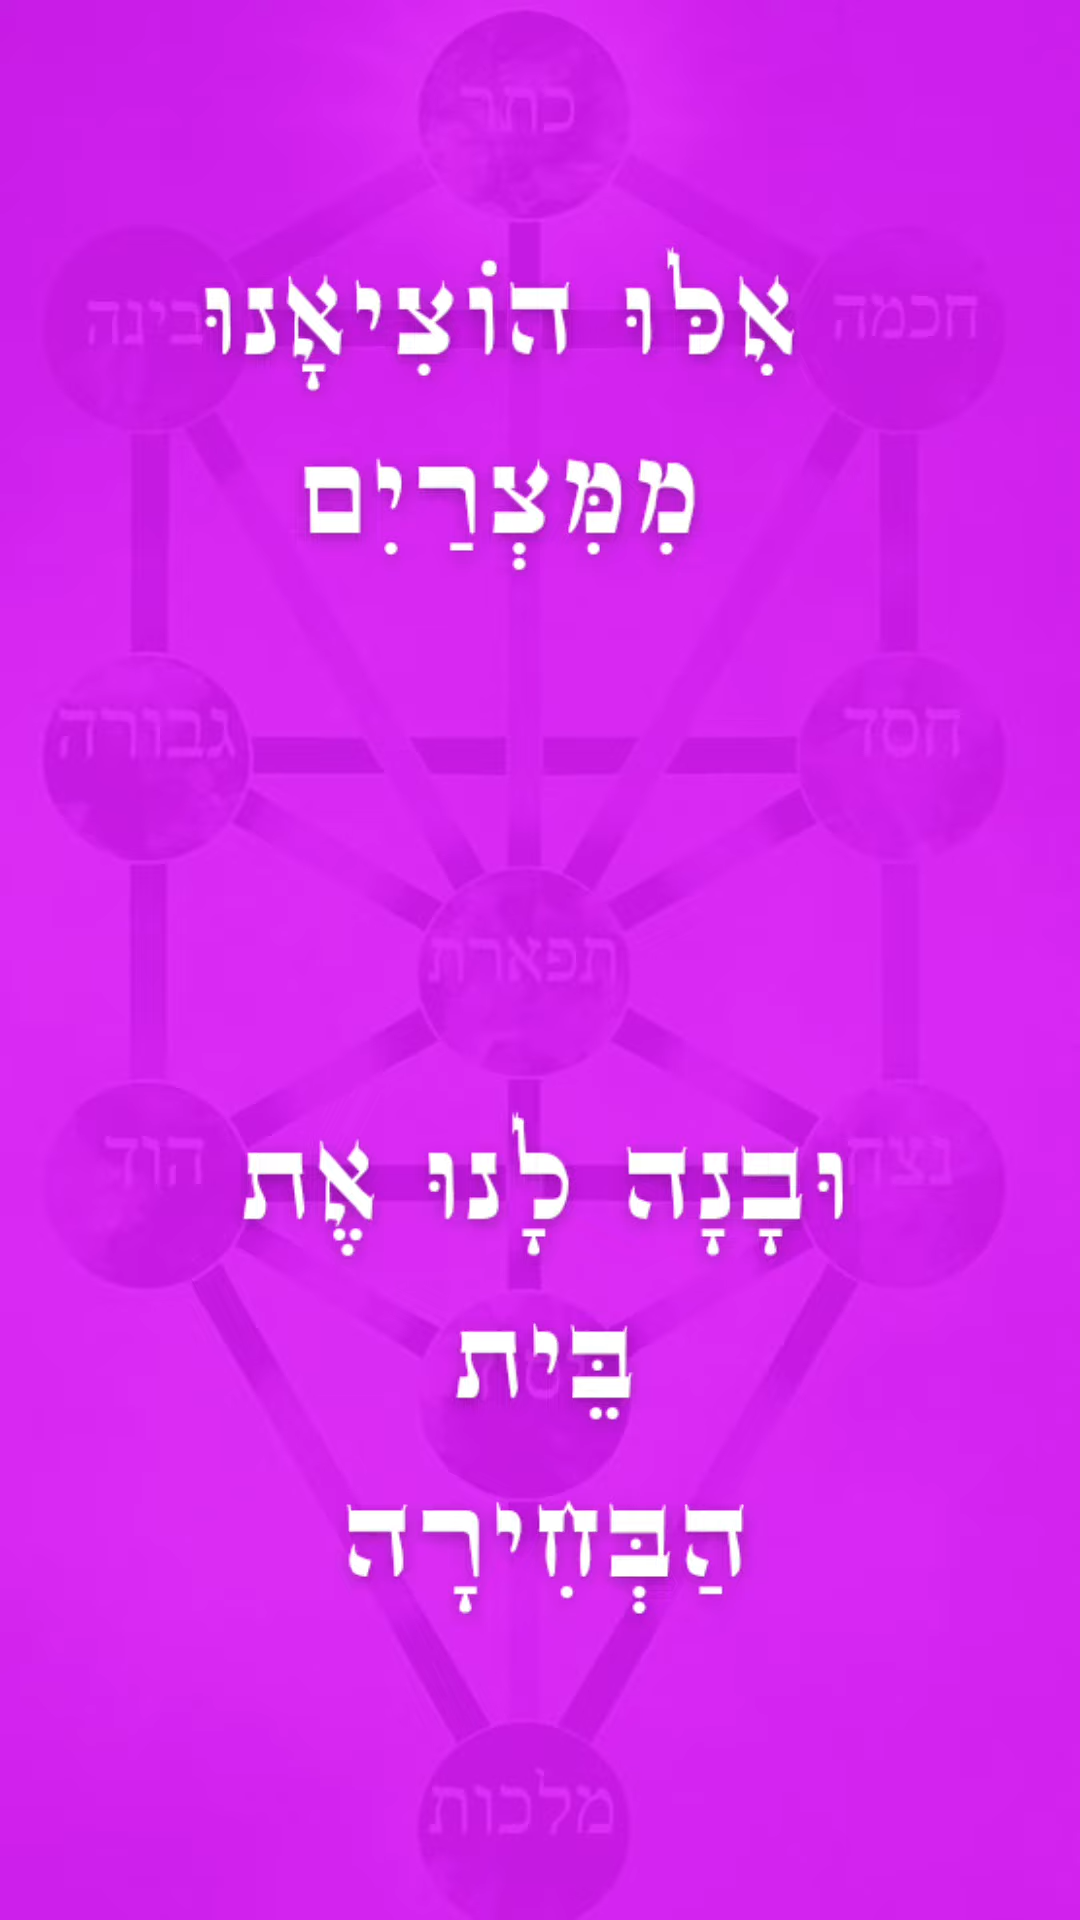 כתר
חכמה
בינה
אִלּוּ הוֹצִיאָנוּ
מִמִּצְרַיִם
חסד
גבורה
תפארת
נצח
הוד
וּבָנָה לָנוּ אֶת
בֵּית
הַבְּחִירָה
מלכות